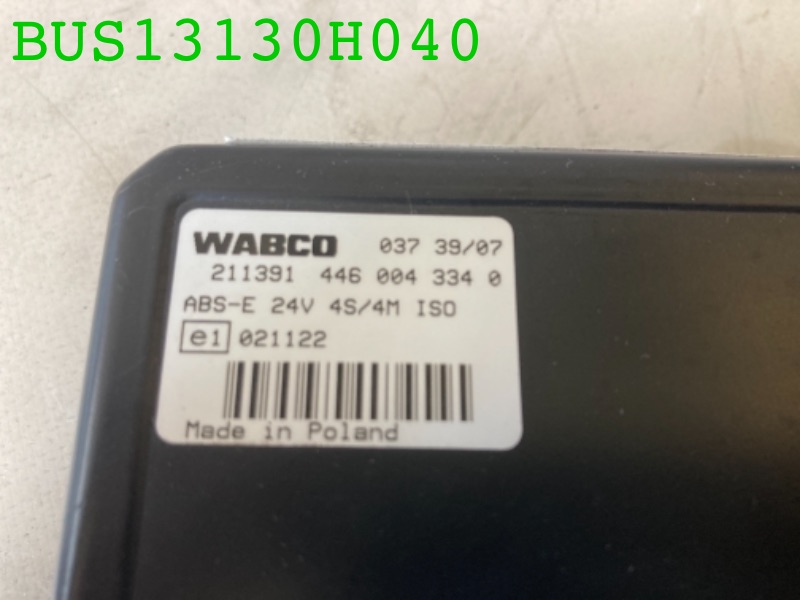 BUS13130H040
WABCO 037 39/07
211391 446 004 334 0
ABS-E 24V 4S/4M ISO
e1 021122
Made in Poland